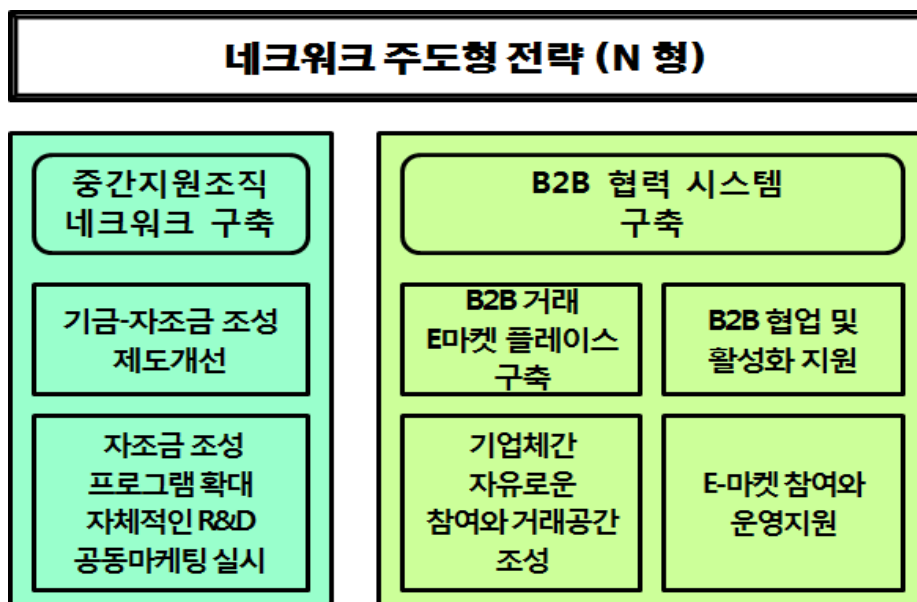 네크워크 주도형 전략 (N 형)
중간지원조직
네크워크 구축
기금-자조금 조성
제도개선
자조금 조성
프로그램 확대
자체적인 R&D
공동마케팅 실시
B2B 협력 시스템
구축
B2B 거래
E마켓 플레이스
구축
B2B 협업 및
활성화 지원
기업체간
자유로운
참여와 거래공간
조성
E-마켓 참여와
운영지원